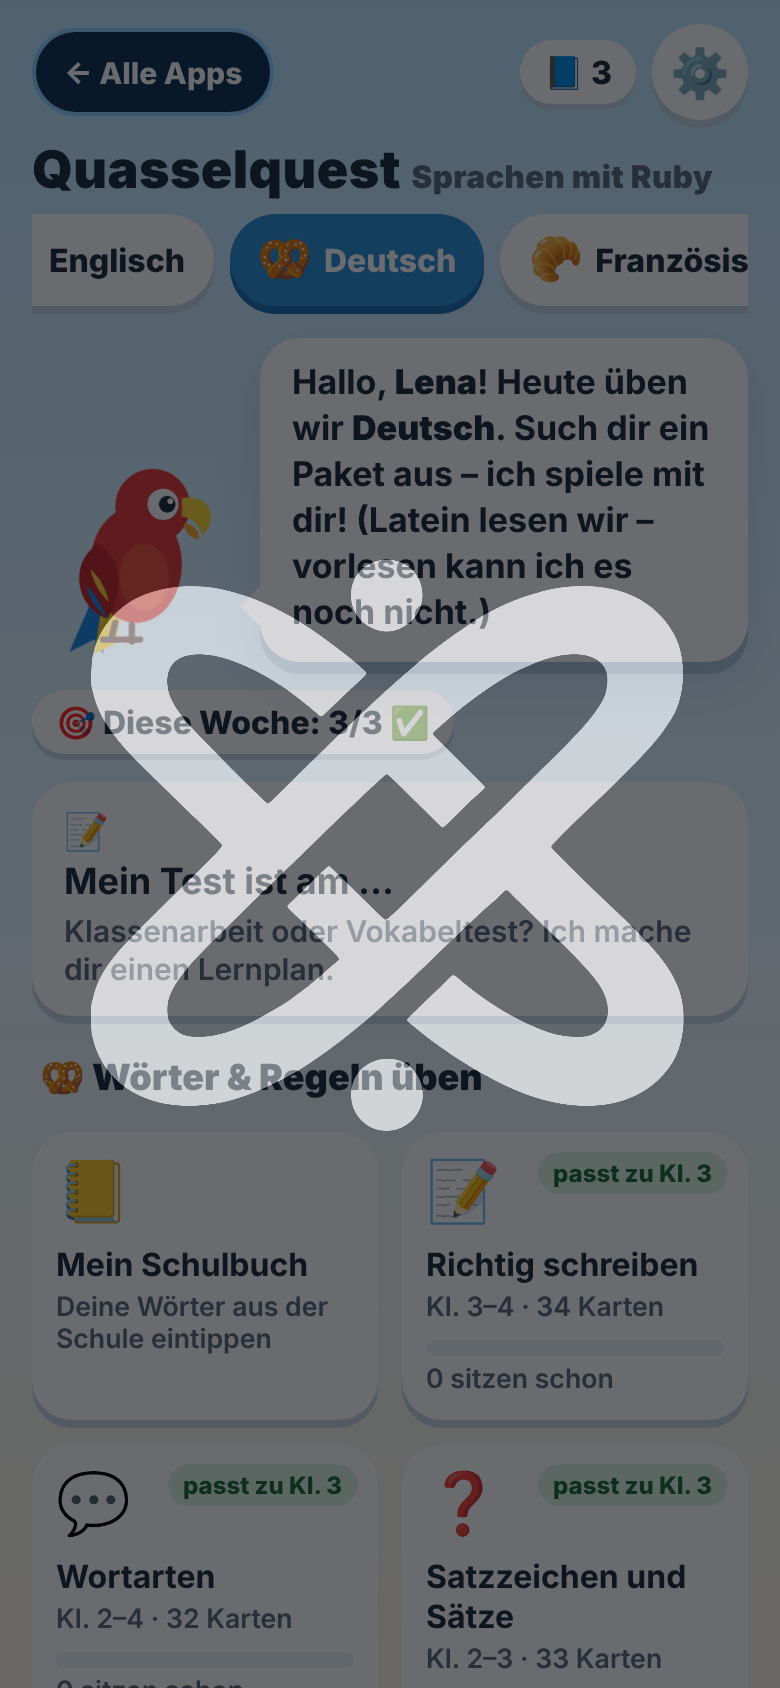 ← Alle Apps
3
Quasselquest Sprachen mit Ruby
Englisch
Deutsch
Französis
Hallo, Lena! Heute üben
wir Deutsch. Such dir ein
Paket aus – ich spiele mit
dir! (Latein lesen wir –
vorlesen kann ich es
noch nicht.)
Diese Woche: 3/3
Mein Test ist am ...
Klassenarbeit oder Vokabeltest? Ich mache
dir einen Lernplan.
Wörter & Regeln üben
Mein Schulbuch
Deine Wörter aus der
Schule eintippen
passt zu Kl. 3
Richtig schreiben
Kl. 3–4 · 34 Karten
0 sitzen schon
passt zu Kl. 3
Wortarten
Kl. 2–4 · 32 Karten
0 sitzen schon
passt zu Kl. 3
Satzzeichen und
Sätze
Kl. 2–3 · 33 Karten